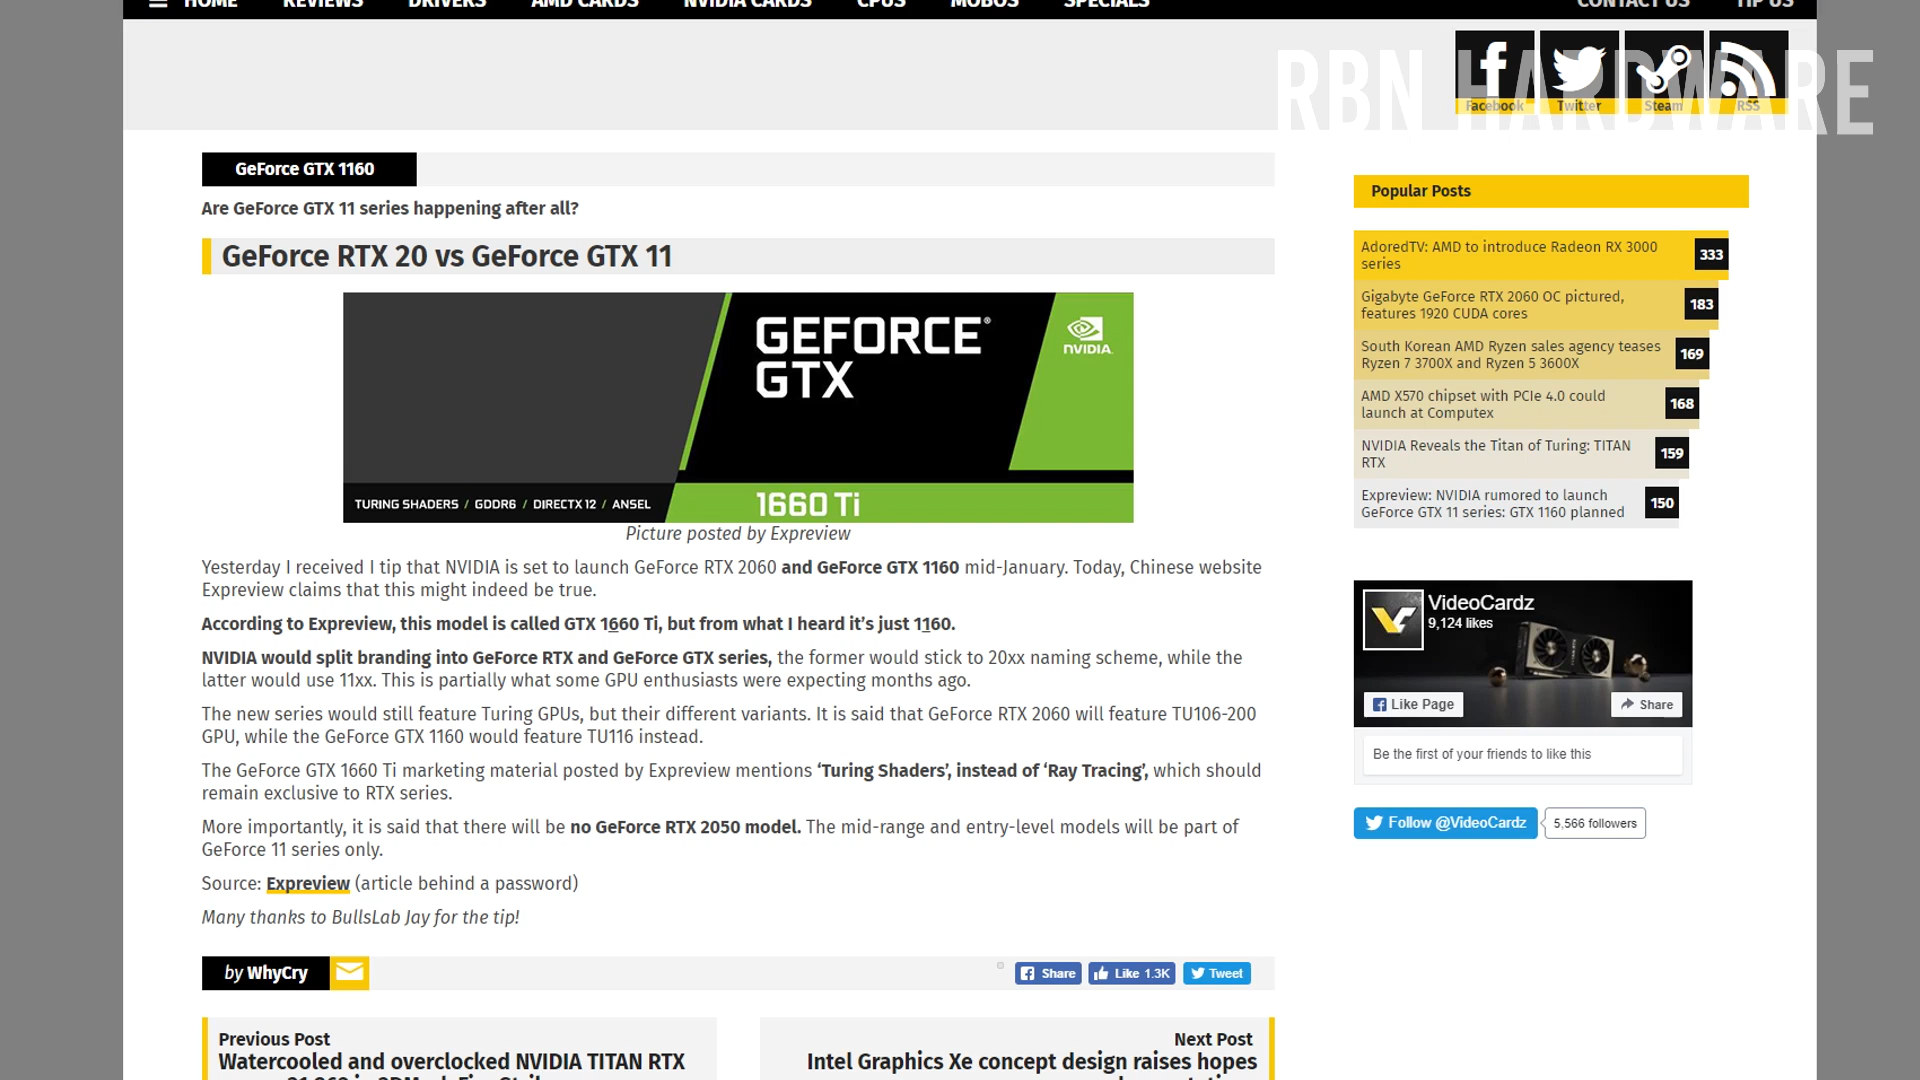 HOME REVIEWS DRIVERS AMD CARDS NVIDIA CARDS CPUS MOBOS SPECIALS CONTACT US TIP US
RBN HARDWARE
Facebook Twitter Steam RSS
GeForce GTX 1160
Are GeForce GTX 11 series happening after all?
GeForce RTX 20 vs GeForce GTX 11
GEFORCE®
GTX
NVIDIA.
TURING SHADERS / GDDR6 / DIRECTX 12 / ANSEL
1660 Ti
Picture posted by Expreview
Yesterday I received I tip that NVIDIA is set to launch GeForce RTX 2060 and GeForce GTX 1160 mid-January. Today, Chinese website
Expreview claims that this might indeed be true.
According to Expreview, this model is called GTX 1660 Ti, but from what I heard it’s just 1160.
NVIDIA would split branding into GeForce RTX and GeForce GTX series, the former would stick to 20xx naming scheme, while the
latter would use 11xx. This is partially what some GPU enthusiasts were expecting months ago.
The new series would still feature Turing GPUs, but their different variants. It is said that GeForce RTX 2060 will feature TU106-200
GPU, while the GeForce GTX 1160 would feature TU116 instead.
The GeForce GTX 1660 Ti marketing material posted by Expreview mentions ‘Turing Shaders’, instead of ‘Ray Tracing’, which should
remain exclusive to RTX series.
More importantly, it is said that there will be no GeForce RTX 2050 model. The mid-range and entry-level models will be part of
GeForce 11 series only.
Source: Expreview (article behind a password)
Many thanks to BullsLab Jay for the tip!
by WhyCry
Share Like 1.3K Tweet
Previous Post
Watercooled and overclocked NVIDIA TITAN RTX
Next Post
Intel Graphics Xe concept design raises hopes
Popular Posts
AdoredTV: AMD to introduce Radeon RX 3000
series
333
Gigabyte GeForce RTX 2060 OC pictured,
features 1920 CUDA cores
183
South Korean AMD Ryzen sales agency teases
Ryzen 7 3700X and Ryzen 5 3600X
169
AMD X570 chipset with PCIe 4.0 could
launch at Computex
168
NVIDIA Reveals the Titan of Turing: TITAN
RTX
159
Expreview: NVIDIA rumored to launch
GeForce GTX 11 series: GTX 1160 planned
150
VideoCardz
9,124 likes
Like Page Share
Be the first of your friends to like this
Follow @VideoCardz 5,566 followers